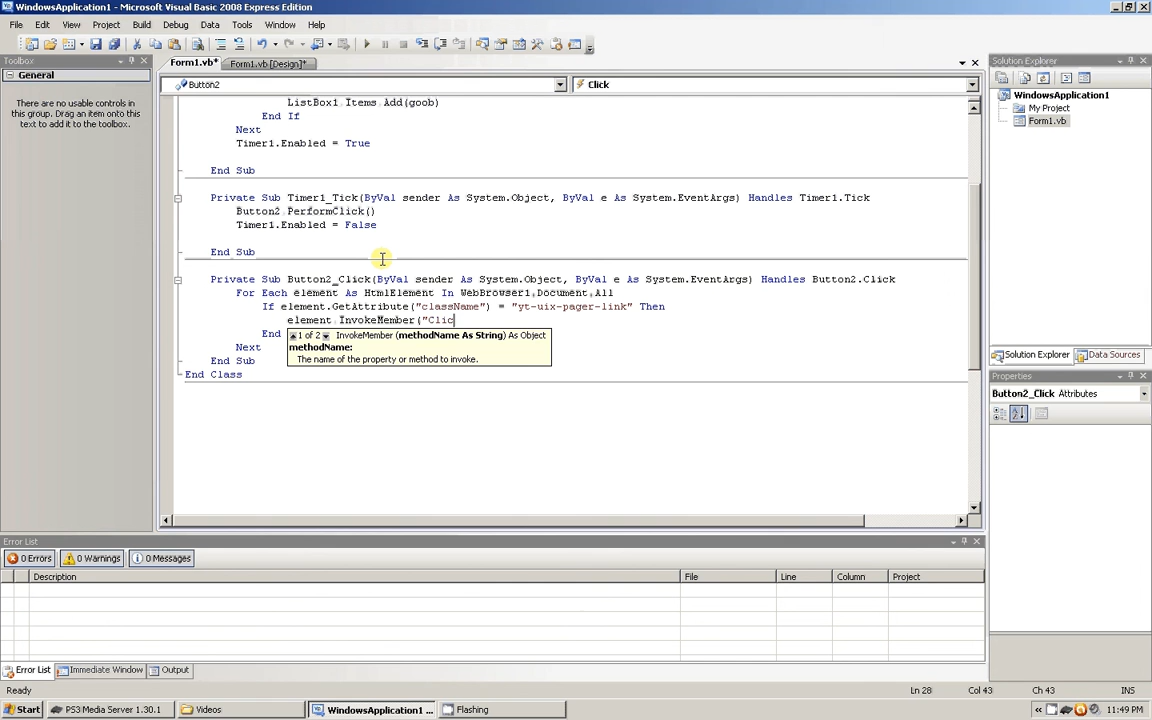 WindowsApplication1 - Microsoft Visual Basic 2008 Express Edition
File Edit View Project Build Debug Data Tools Window Help
Toolbox
General
There are no usable controls in
this group. Drag an item onto this
text to add it to the toolbox.
Form1.vb* Form1.vb [Design]*
Button2 Click
ListBox1.Items.Add(goob)
End If
Next
Timer1.Enabled = True
End Sub
Private Sub Timer1_Tick(ByVal sender As System.Object, ByVal e As System.EventArgs) Handles Timer1.Tick
Button2.PerformClick()
Timer1.Enabled = False
End Sub
Private Sub Button2_Click(ByVal sender As System.Object, ByVal e As System.EventArgs) Handles Button2.Click
For Each element As HtmlElement In WebBrowser1.Document.All
If element.GetAttribute("className") = "yt-uix-pager-link" Then
element.InvokeMember("Clic
End
1 of 2 InvokeMember (methodName As String) As Object
methodName:
The name of the property or method to invoke.
Next
End Sub
End Class
Solution Explorer
WindowsApplication1
My Project
Form1.vb
Solution Explorer Data Sources
Properties
Button2_Click Attributes
Error List
0 Errors 0 Warnings 0 Messages
Description File Line Column Project
Error List Immediate Window Output
Ready Ln 28 Col 43 Ch 43 INS
Start PS3 Media Server 1.30.1 Videos WindowsApplication1 ... Flashing 11:49 PM